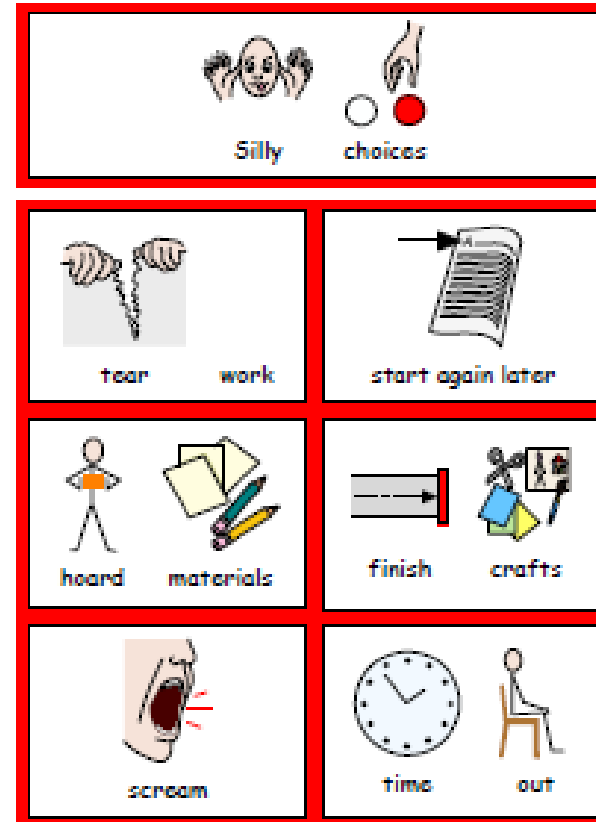 Silly choices
tear work
start again later
hoard materials
finish crafts
scream
time out